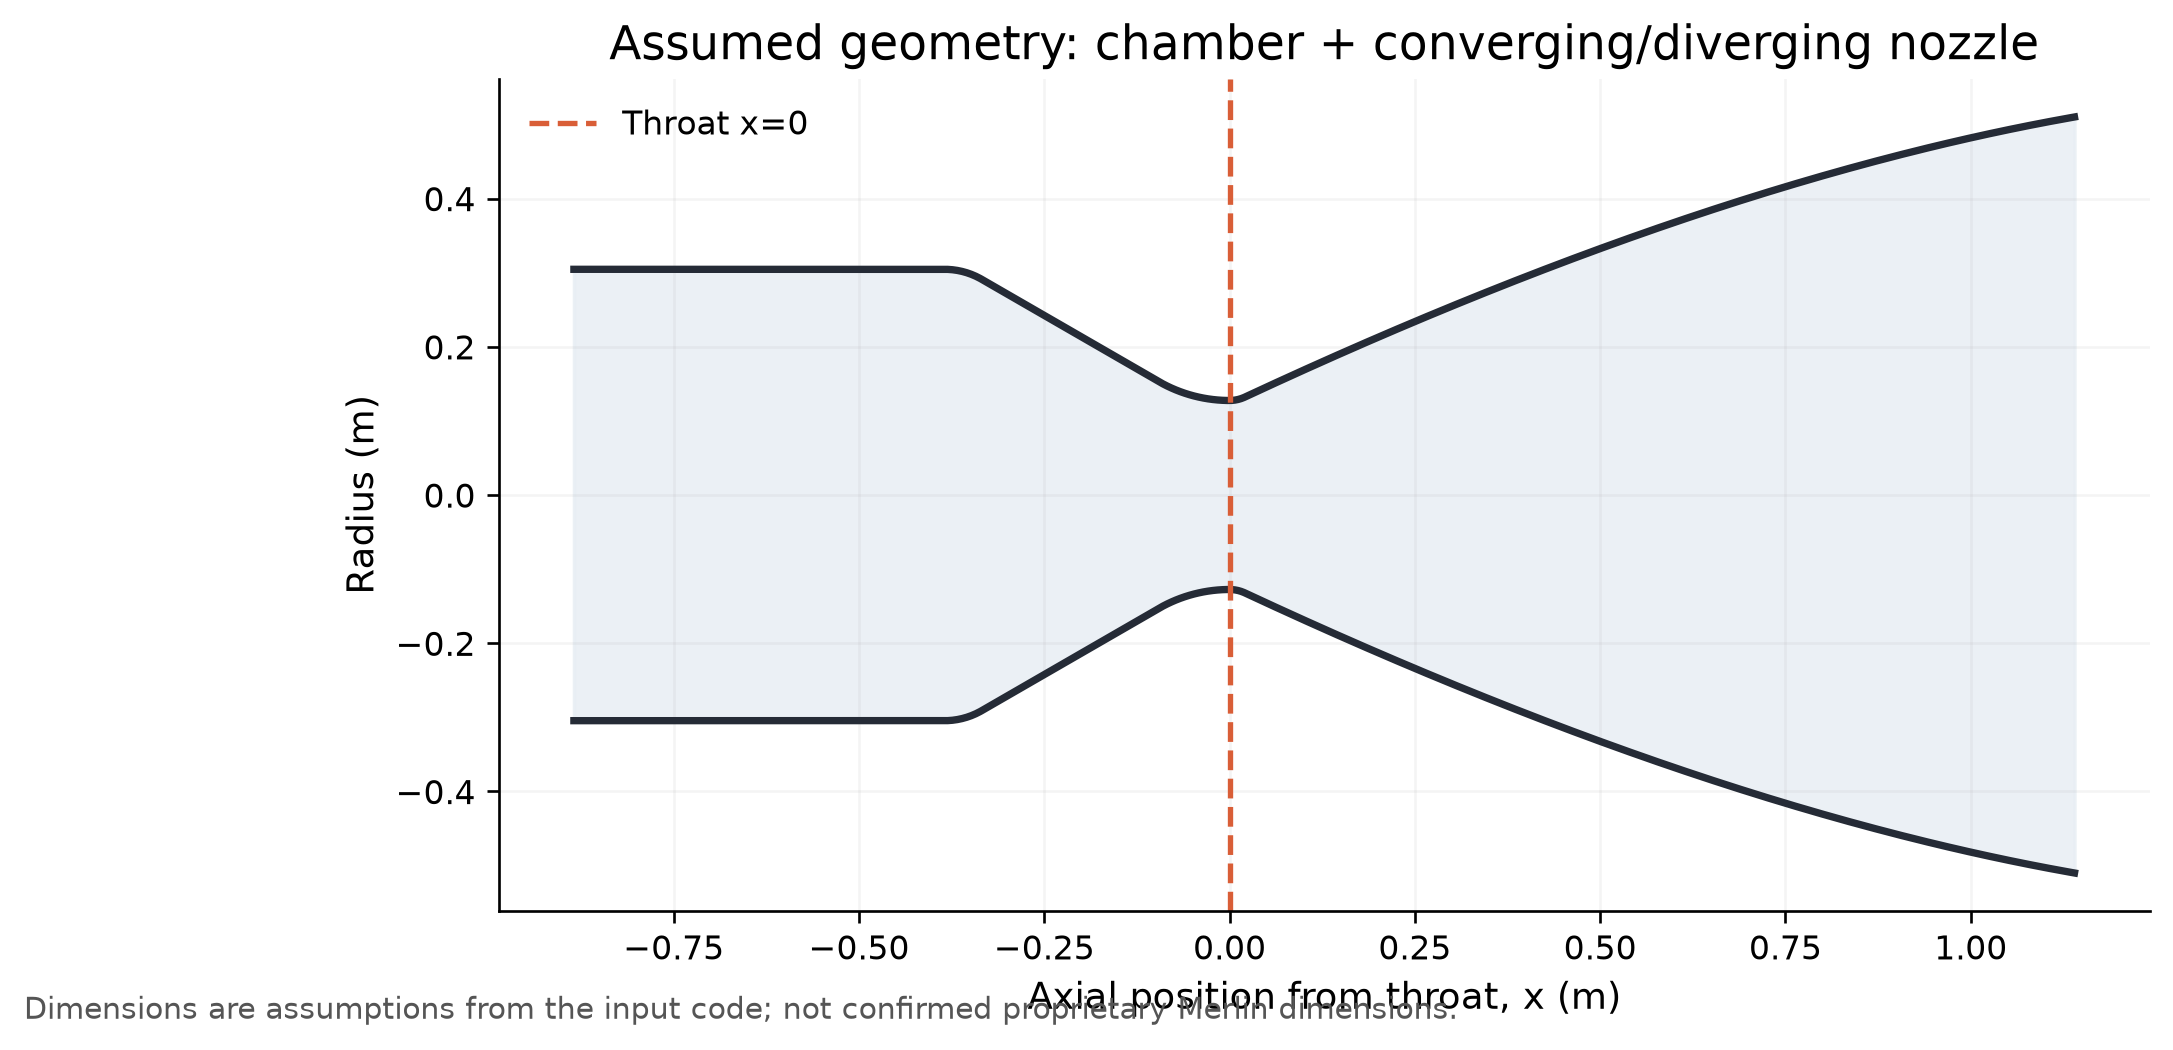 Assumed geometry: chamber + converging/diverging nozzle
Throat x=0
0.4
0.2
0.0
−0.2
−0.4
Radius (m)
−0.75
−0.50
−0.25
0.00
0.25
0.50
0.75
1.00
Axial position from throat, x (m)
Dimensions are assumptions from the input code; not confirmed proprietary Merlin dimensions.